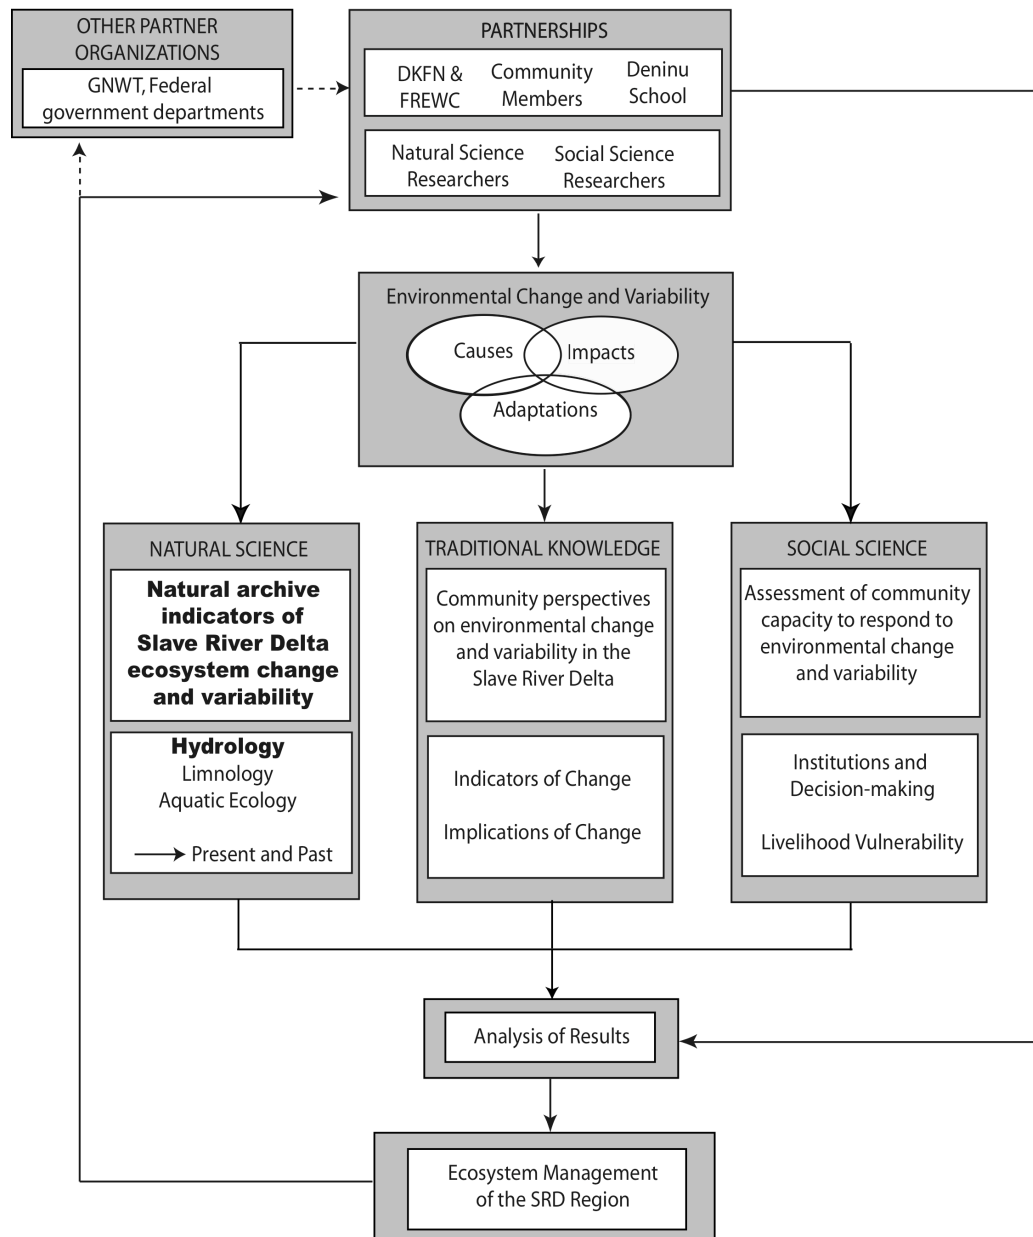 OTHER PARTNER
ORGANIZATIONS
GNWT, Federal
government departments
PARTNERSHIPS
DKFN &
FREWC
Community
Members
Deninu
School
Natural Science
Researchers
Social Science
Researchers
Environmental Change and Variability
Causes
Impacts
Adaptations
NATURAL SCIENCE
Natural archive
indicators of
Slave River Delta
ecosystem change
and variability
Hydrology
Limnology
Aquatic Ecology
Present and Past
TRADITIONAL KNOWLEDGE
Community perspectives
on environmental change
and variability in the
Slave River Delta
Indicators of Change
Implications of Change
SOCIAL SCIENCE
Assessment of community
capacity to respond to
environmental change
and variability
Institutions and
Decision-making
Livelihood Vulnerability
Analysis of Results
Ecosystem Management
of the SRD Region